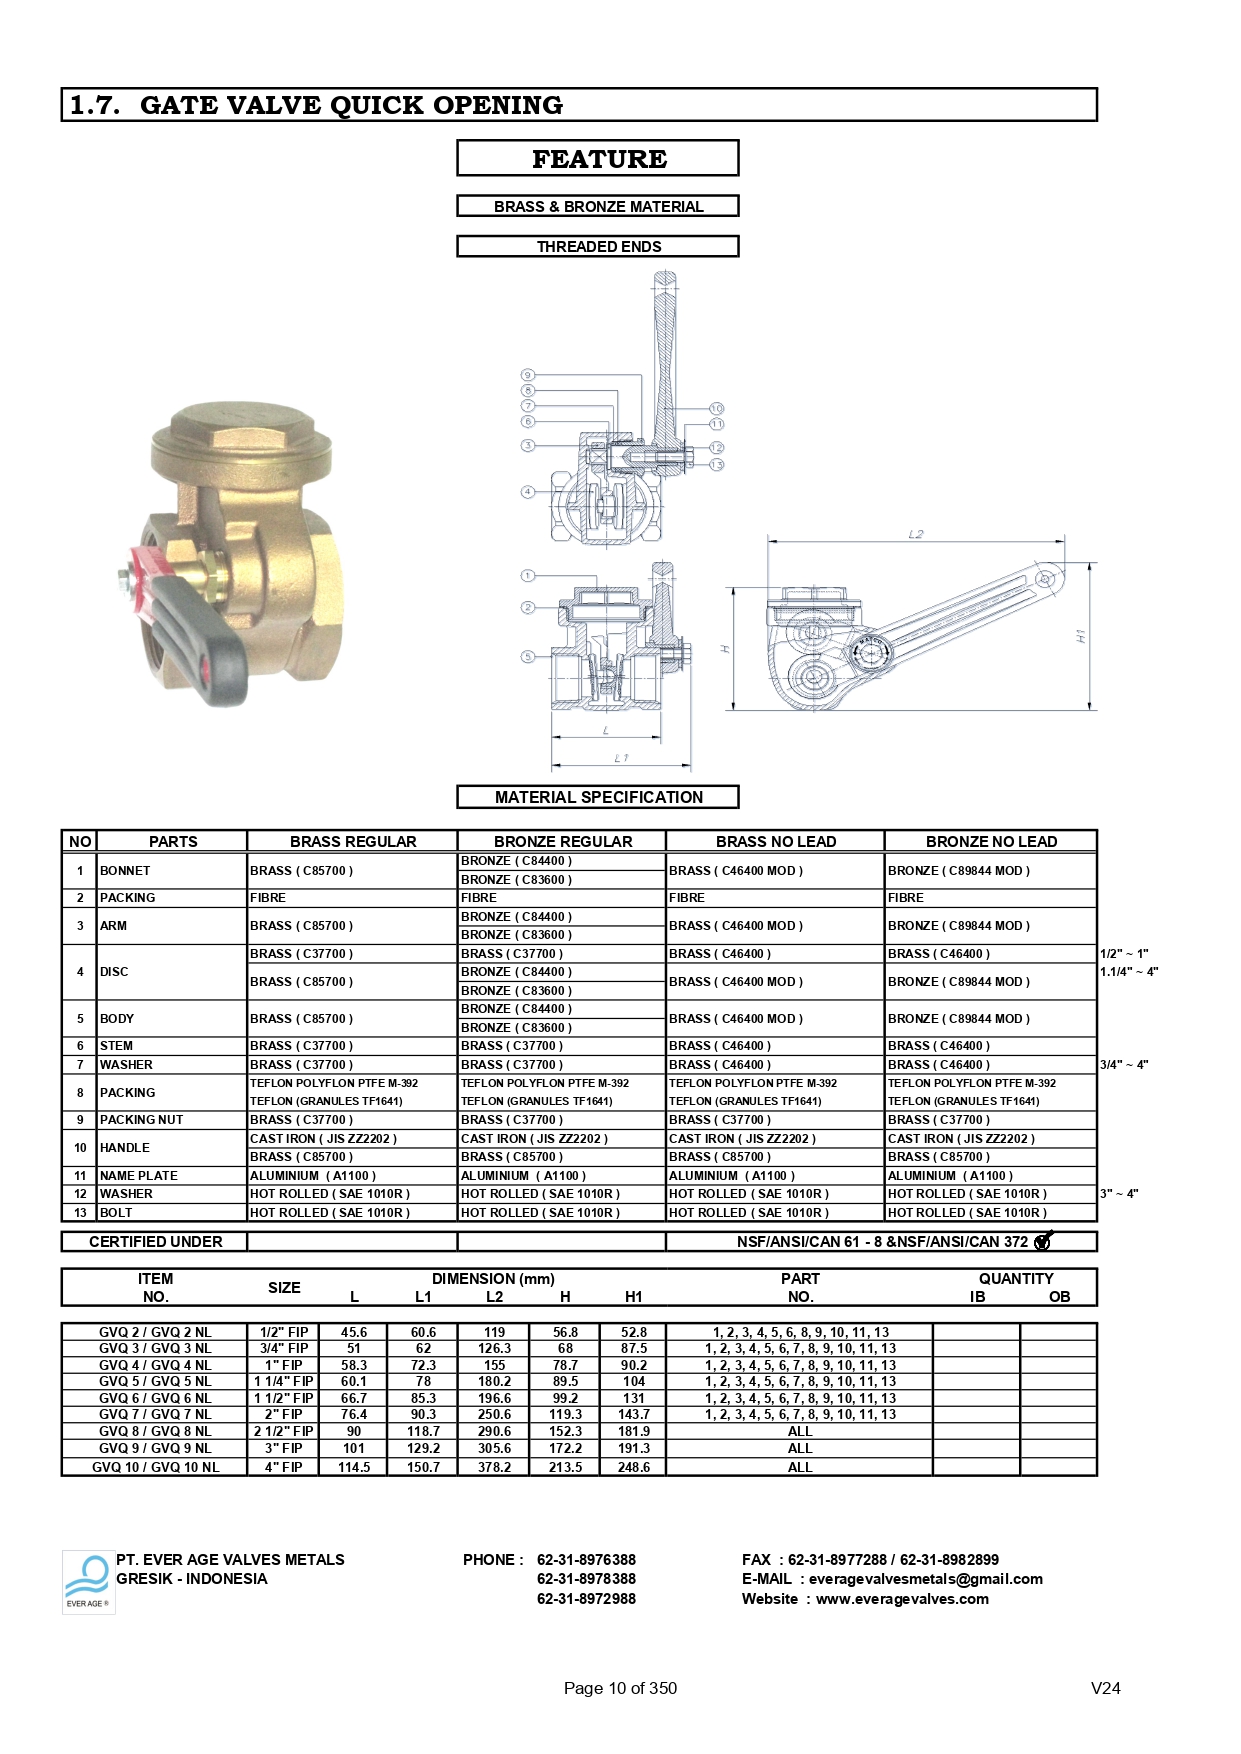 1.7. GATE VALVE QUICK OPENING
FEATURE
BRASS & BRONZE MATERIAL
THREADED ENDS
9
8
7
6
3
4
10
11
12
13
1
2
5
L
L1
L2
H
H1
MATERIAL SPECIFICATION
NO PARTS BRASS REGULAR BRONZE REGULAR BRASS NO LEAD BRONZE NO LEAD
1 BONNET BRASS ( C85700 ) BRONZE ( C84400 ) BRASS ( C46400 MOD ) BRONZE ( C89844 MOD )
BRONZE ( C83600 )
2 PACKING FIBRE FIBRE FIBRE FIBRE
3 ARM BRASS ( C85700 ) BRONZE ( C84400 ) BRASS ( C46400 MOD ) BRONZE ( C89844 MOD )
BRONZE ( C83600 )
4 DISC BRASS ( C37700 ) BRASS ( C37700 ) BRASS ( C46400 ) BRASS ( C46400 ) 1/2" ~ 1"
BRASS ( C85700 ) BRONZE ( C84400 ) BRASS ( C46400 MOD ) BRONZE ( C89844 MOD ) 1.1/4" ~ 4"
BRONZE ( C83600 )
5 BODY BRASS ( C85700 ) BRONZE ( C84400 ) BRASS ( C46400 MOD ) BRONZE ( C89844 MOD )
BRONZE ( C83600 )
6 STEM BRASS ( C37700 ) BRASS ( C37700 ) BRASS ( C46400 ) BRASS ( C46400 )
7 WASHER BRASS ( C37700 ) BRASS ( C37700 ) BRASS ( C46400 ) BRASS ( C46400 ) 3/4" ~ 4"
8 PACKING TEFLON POLYFLON PTFE M-392 TEFLON POLYFLON PTFE M-392 TEFLON POLYFLON PTFE M-392 TEFLON POLYFLON PTFE M-392
TEFLON (GRANULES TF1641) TEFLON (GRANULES TF1641) TEFLON (GRANULES TF1641) TEFLON (GRANULES TF1641)
9 PACKING NUT BRASS ( C37700 ) BRASS ( C37700 ) BRASS ( C37700 ) BRASS ( C37700 )
10 HANDLE CAST IRON ( JIS ZZ2202 ) CAST IRON ( JIS ZZ2202 ) CAST IRON ( JIS ZZ2202 ) CAST IRON ( JIS ZZ2202 )
BRASS ( C85700 ) BRASS ( C85700 ) BRASS ( C85700 ) BRASS ( C85700 )
11 NAME PLATE ALUMINIUM ( A1100 ) ALUMINIUM ( A1100 ) ALUMINIUM ( A1100 ) ALUMINIUM ( A1100 )
12 WASHER HOT ROLLED ( SAE 1010R ) HOT ROLLED ( SAE 1010R ) HOT ROLLED ( SAE 1010R ) HOT ROLLED ( SAE 1010R ) 3" ~ 4"
13 BOLT HOT ROLLED ( SAE 1010R ) HOT ROLLED ( SAE 1010R ) HOT ROLLED ( SAE 1010R ) HOT ROLLED ( SAE 1010R )
CERTIFIED UNDER NSF/ANSI/CAN 61 - 8 &NSF/ANSI/CAN 372
ITEM SIZE DIMENSION (mm) PART QUANTITY
NO. L L1 L2 H H1 NO. IB OB
GVQ 2 / GVQ 2 NL 1/2" FIP 45.6 60.6 119 56.8 52.8 1, 2, 3, 4, 5, 6, 8, 9, 10, 11, 13
GVQ 3 / GVQ 3 NL 3/4" FIP 51 62 126.3 68 87.5 1, 2, 3, 4, 5, 6, 7, 8, 9, 10, 11, 13
GVQ 4 / GVQ 4 NL 1" FIP 58.3 72.3 155 78.7 90.2 1, 2, 3, 4, 5, 6, 7, 8, 9, 10, 11, 13
GVQ 5 / GVQ 5 NL 1 1/4" FIP 60.1 78 180.2 89.5 104 1, 2, 3, 4, 5, 6, 7, 8, 9, 10, 11, 13
GVQ 6 / GVQ 6 NL 1 1/2" FIP 66.7 85.3 196.6 99.2 131 1, 2, 3, 4, 5, 6, 7, 8, 9, 10, 11, 13
GVQ 7 / GVQ 7 NL 2" FIP 76.4 90.3 250.6 119.3 143.7 1, 2, 3, 4, 5, 6, 7, 8, 9, 10, 11, 13
GVQ 8 / GVQ 8 NL 2 1/2" FIP 90 118.7 290.6 152.3 181.9 ALL
GVQ 9 / GVQ 9 NL 3" FIP 101 129.2 305.6 172.2 191.3 ALL
GVQ 10 / GVQ 10 NL 4" FIP 114.5 150.7 378.2 213.5 248.6 ALL
EVER AGE ®
PT. EVER AGE VALVES METALS PHONE : 62-31-8976388 FAX : 62-31-8977288 / 62-31-8982899
GRESIK - INDONESIA 62-31-8978388 E-MAIL : everagevalvesmetals@gmail.com
62-31-8972988 Website : www.everagevalves.com
Page 10 of 350 V24